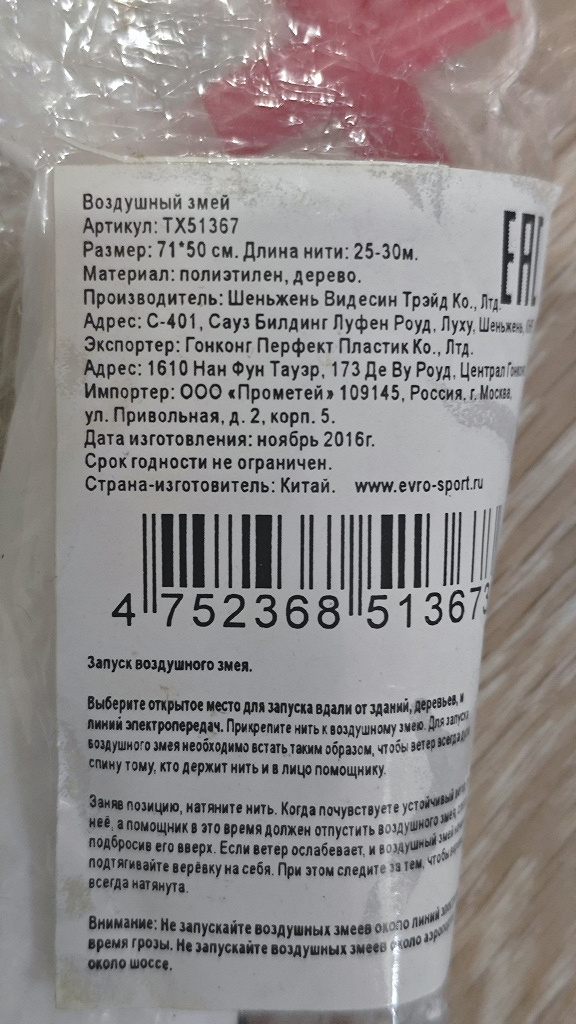 Воздушный змей
Артикул: TX51367
ЕАС
Размер: 71*50 см. Длина нити: 25-30м.
Материал: полиэтилен, дерево.
Производитель: Шеньжень Видесин Трэйд Ко., Лтд.
Адрес: С-401, Сауз Билдинг Луфен Роуд, Луху, Шеньжень,
Экспортер: Гонконг Перфект Пластик Ко., Лтд.
Адрес: 1610 Нан Фун Тауэр, 173 Де Ву Роуд, Централ
Импортер: ООО «Прометей» 109145, Россия, г. Москва,
ул. Привольная, д. 2, корп. 5.
Дата изготовления: ноябрь 2016г.
Срок годности не ограничен.
Страна-изготовитель: Китай. www.evro-sport.ru
4 752368 513673
Запуск воздушного змея.
Выберите открытое место для запуска вдали от зданий, деревьев, и
линий электропередач. Прикрепите нить к воздушному змею. Для запуска
воздушного змея необходимо встать таким образом, чтобы ветер всегда
спину тому, кто держит нить и в лицо помощнику.
Заняв позицию, натяните нить. Когда почувствуете устойчивый
неё, а помощник в это время должен отпустить воздушного змея,
подбросив его вверх. Если ветер ослабевает, и воздушный змей
подтягивайте верёвку на себя. При этом следите за тем, чтобы
всегда натянута.
Внимание: Не запускайте воздушных змеев около линий
время грозы. Не запускайте воздушных змеев около
около шоссе.